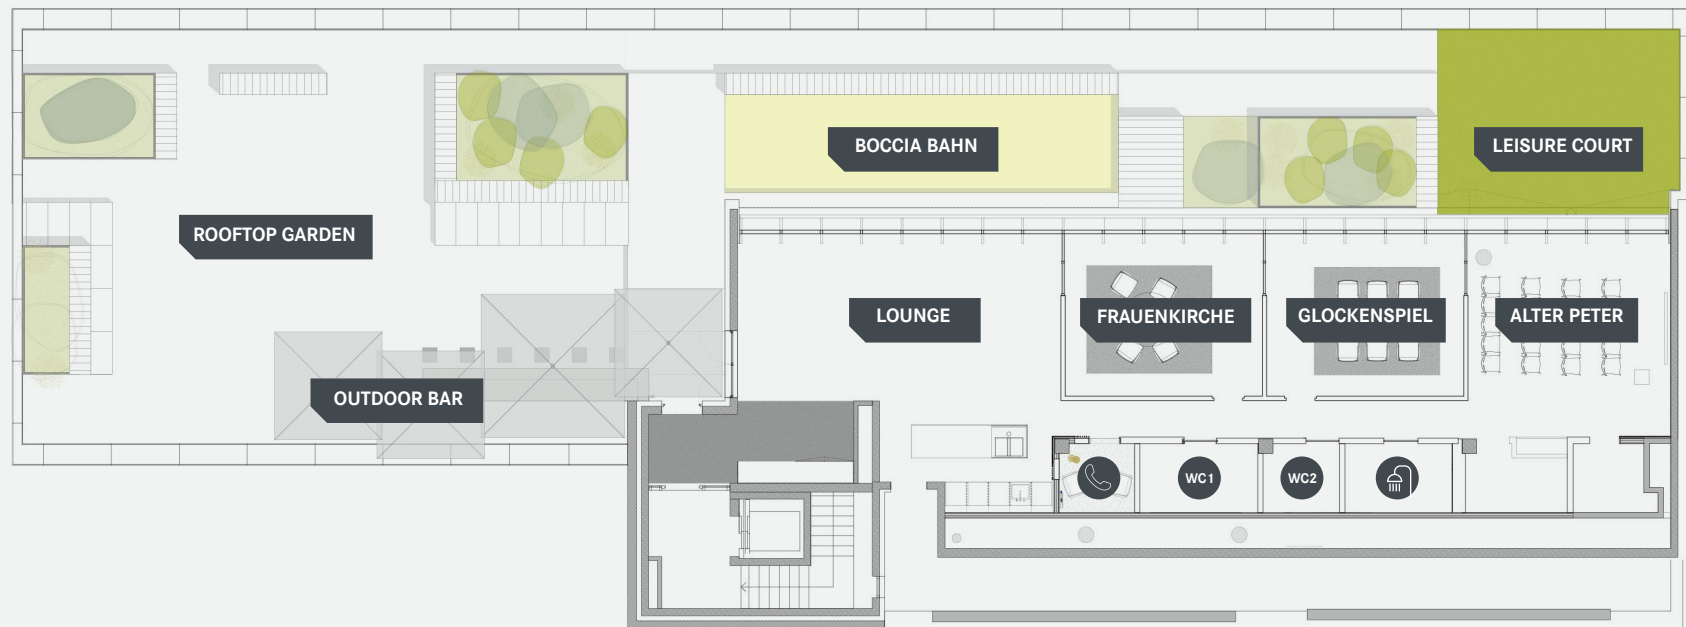 BOCCIA BAHN
LEISURE COURT
ROOFTOP GARDEN
LOUNGE
FRAUENKIRCHE
GLOCKENSPIEL
ALTER PETER
OUTDOOR BAR
WC1
WC2